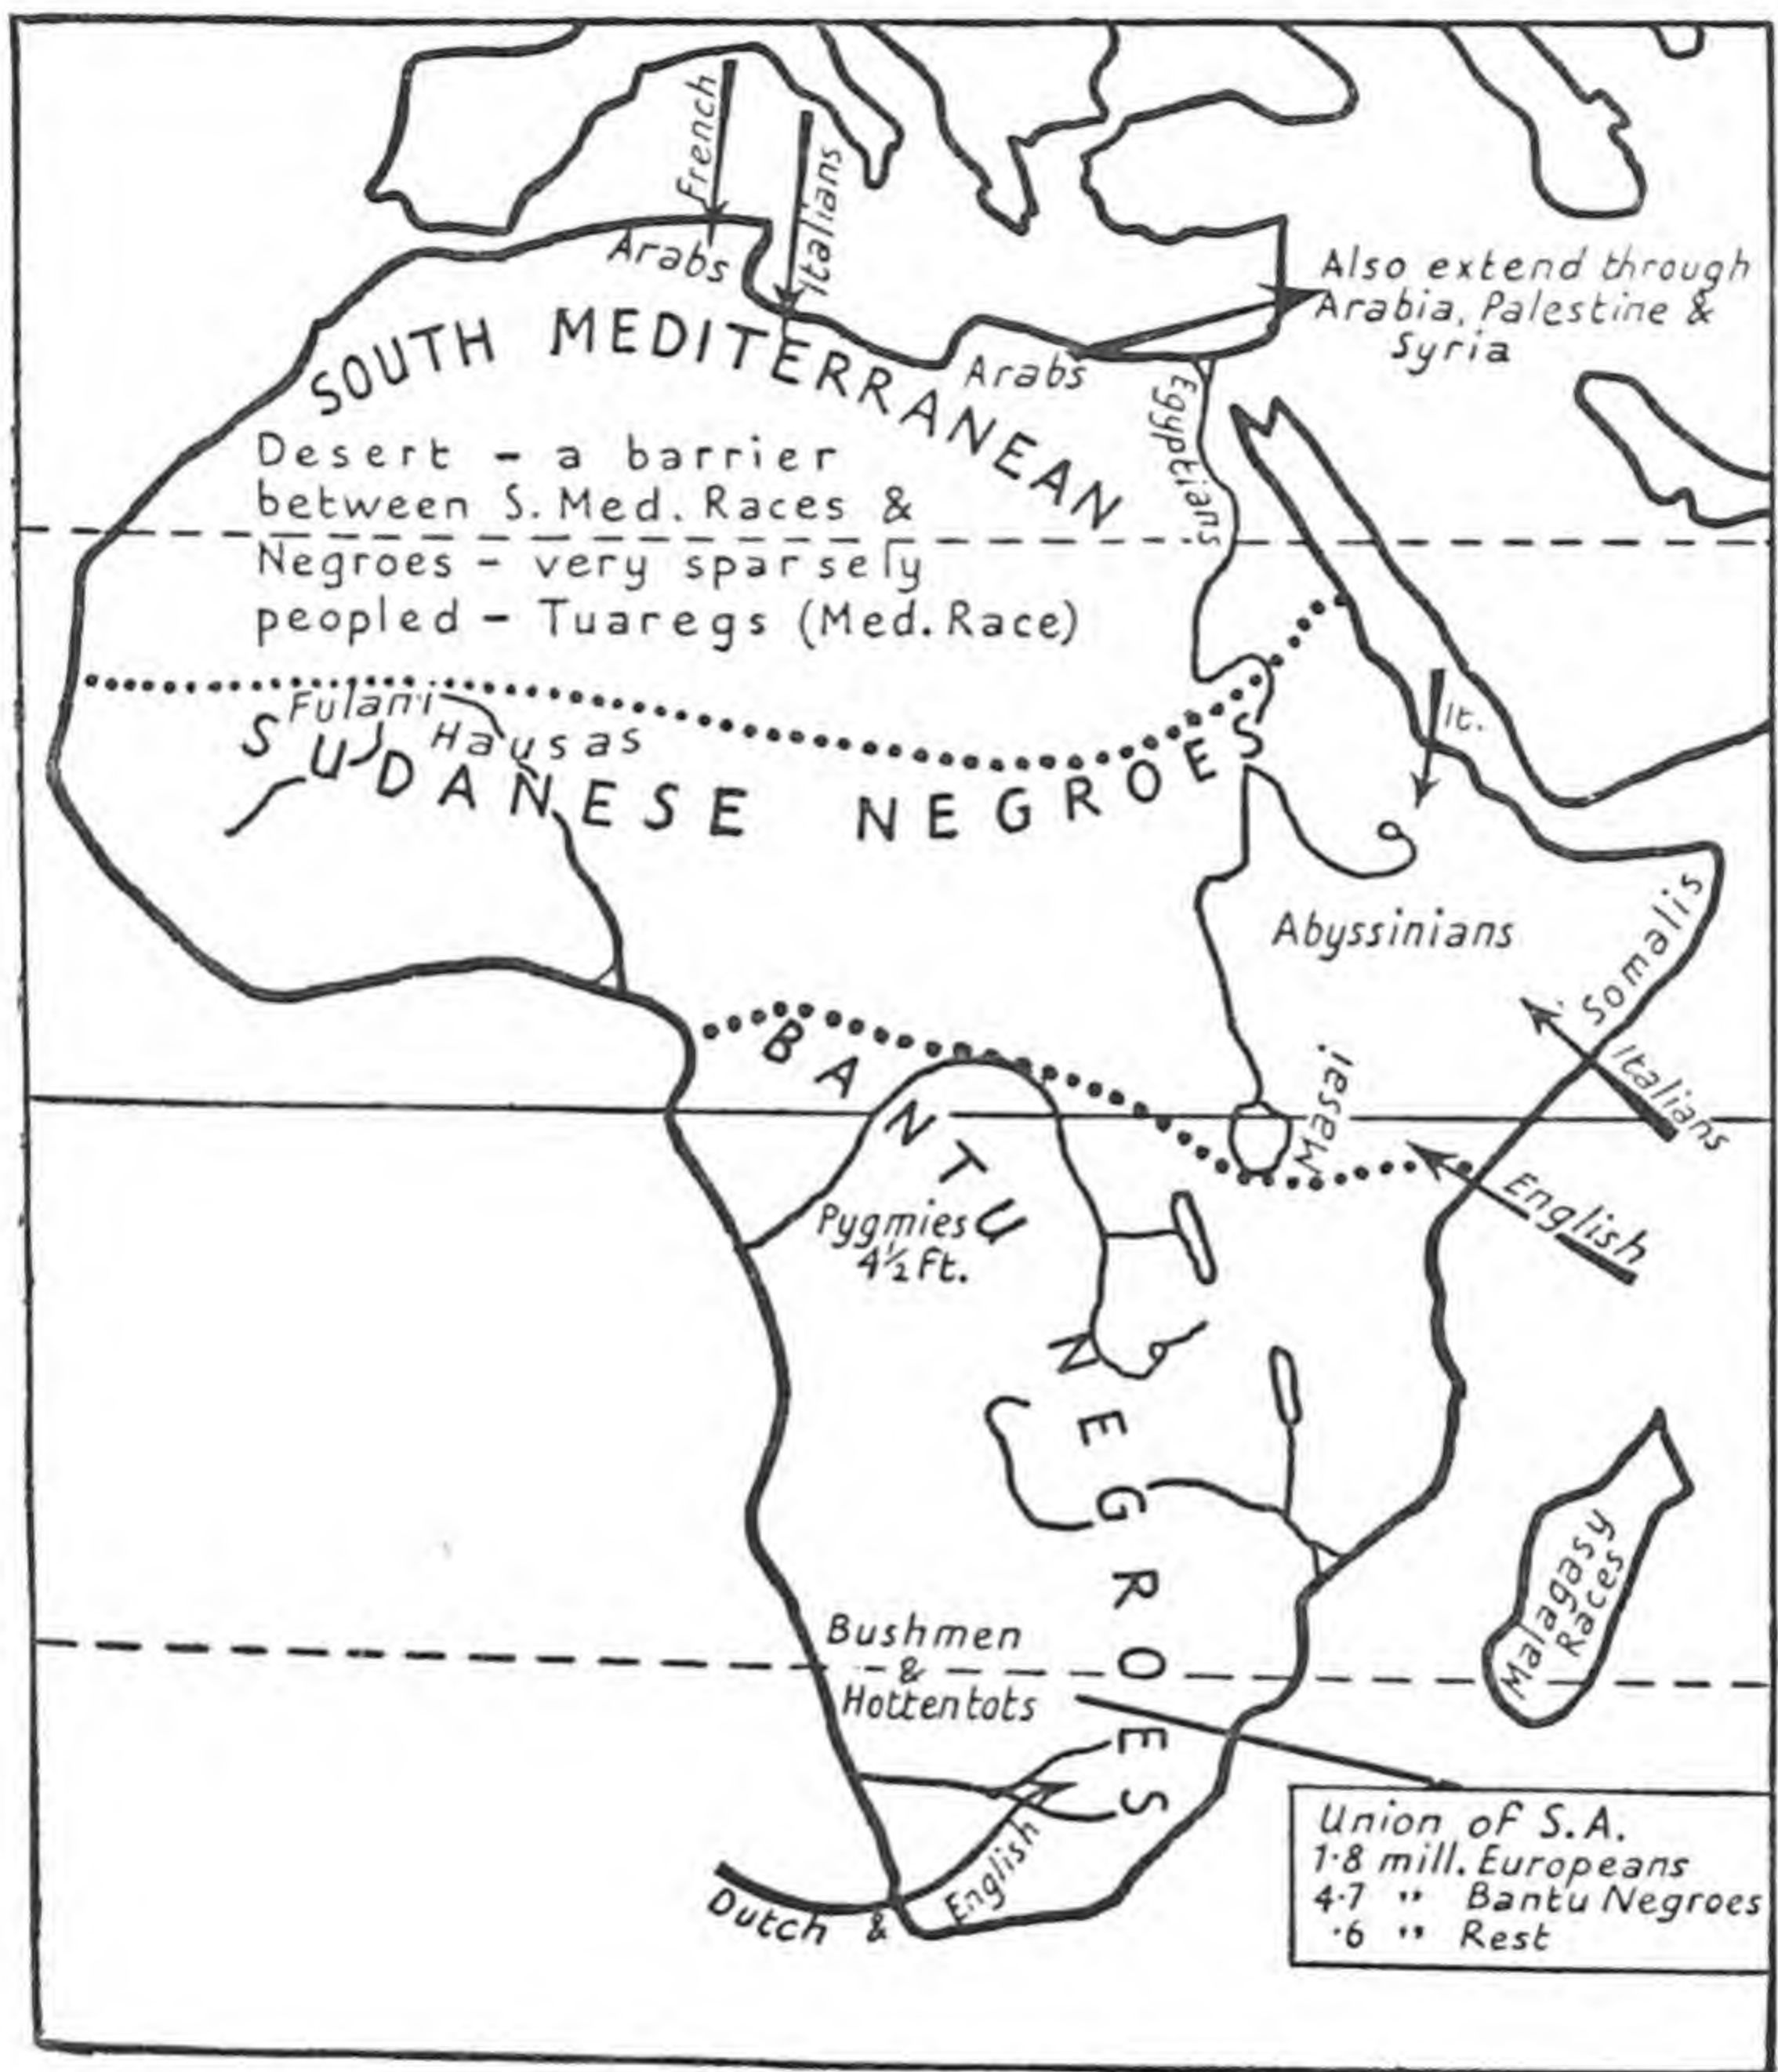 French
Italians
Arabs
Also extend through
Arabia, Palestine &
Syria
SOUTH MEDITERRANEAN
Arabs
Egyptians
Desert - a barrier
between S. Med. Races &
Negroes - very sparsely
peopled - Tuaregs (Med. Race)
Fulani
Hausas
It.
SUDANESE NEGROES
Abyssinians
Somalis
Italians
Masai
English
BANTU NEGROES
Pygmies
4½ Ft.
Malagasy
Races
Bushmen
&
Hottentots
Dutch & English
Union of S.A.
1·8 mill. Europeans
4·7 " Bantu Negroes
·6 " Rest